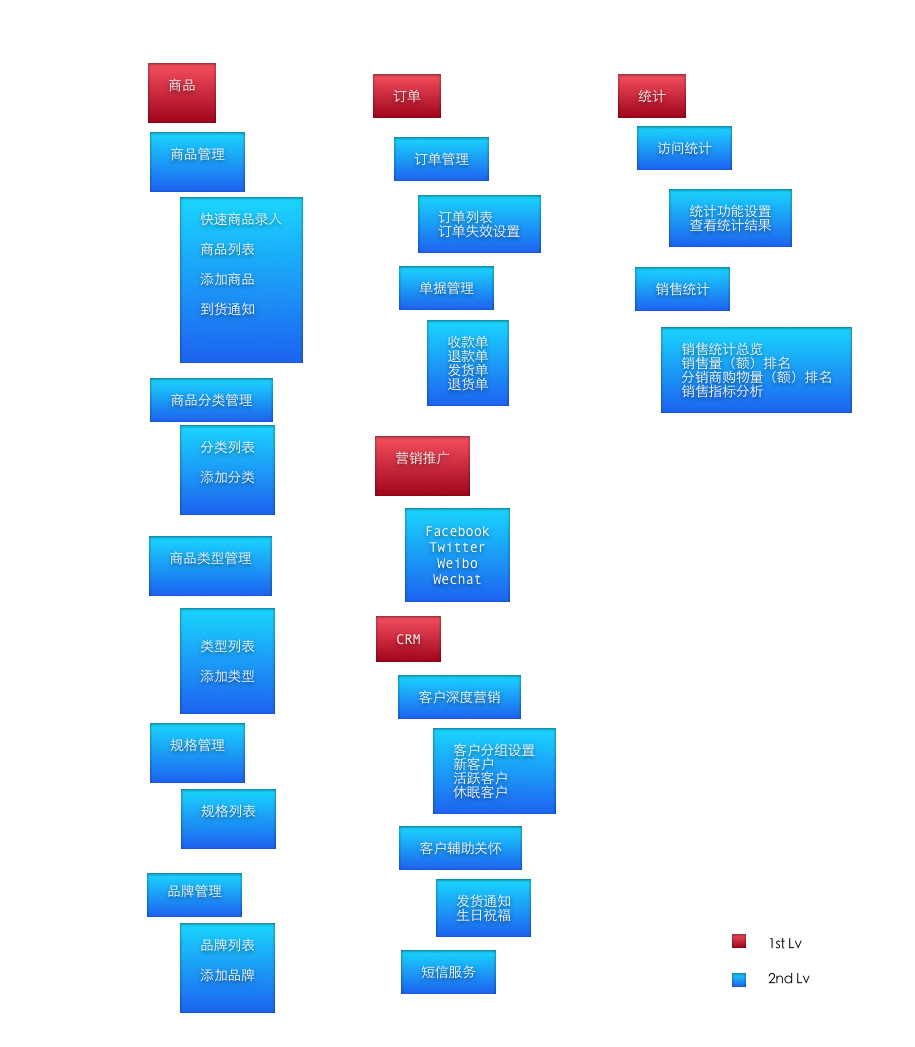 商品
商品管理
快速商品录入
商品列表
添加商品
到货通知
商品分类管理
分类列表
添加分类
商品类型管理
类型列表
添加类型
规格管理
规格列表
品牌管理
品牌列表
添加品牌
订单
订单管理
订单列表
订单失效设置
单据管理
收款单
退款单
发货单
退货单
营销推广
Facebook
Twitter
Weibo
Wechat
CRM
客户深度营销
客户分组设置
新客户
活跃客户
休眠客户
客户辅助关怀
发货通知
生日祝福
短信服务
统计
访问统计
统计功能设置
查看统计结果
销售统计
销售统计总览
销售量（额）排名
分销商购物量（额）排名
销售指标分析
1st Lv
2nd Lv